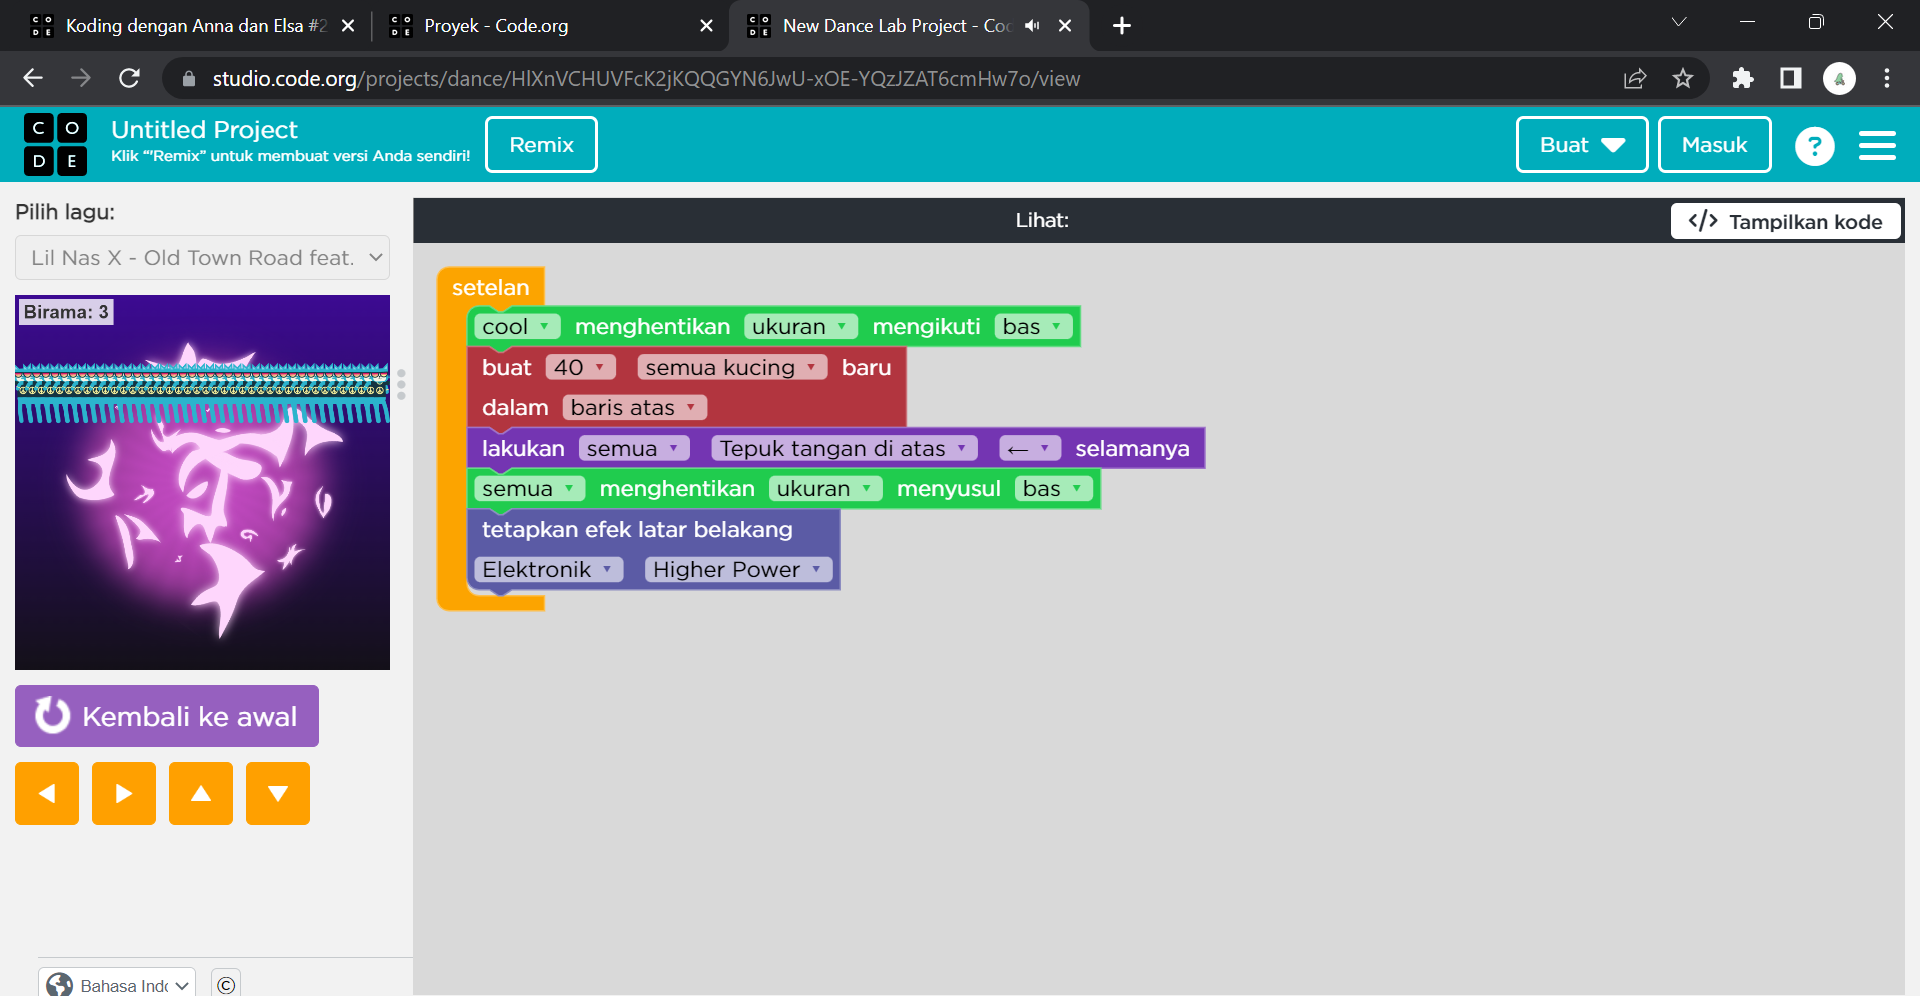 Koding dengan Anna dan Elsa #2
Proyek - Code.org
New Dance Lab Project - Co
studio.code.org/projects/dance/HlXnVCHUVFcK2jKQQGYN6JwU-xOE-YQzJZAT6cmHw7o/view
C O
D E
Untitled Project
Klik “"Remix” untuk membuat versi Anda sendiri!
Remix
Buat
Masuk
?
Pilih lagu:
Lil Nas X - Old Town Road feat.
Birama: 3
Kembali ke awal
Bahasa Ind
©
Lihat:
</> Tampilkan kode
setelan
cool menghentikan ukuran mengikuti bas
buat 40 semua kucing baru
dalam baris atas
lakukan semua Tepuk tangan di atas ← selamanya
semua menghentikan ukuran menyusul bas
tetapkan efek latar belakang
Elektronik Higher Power